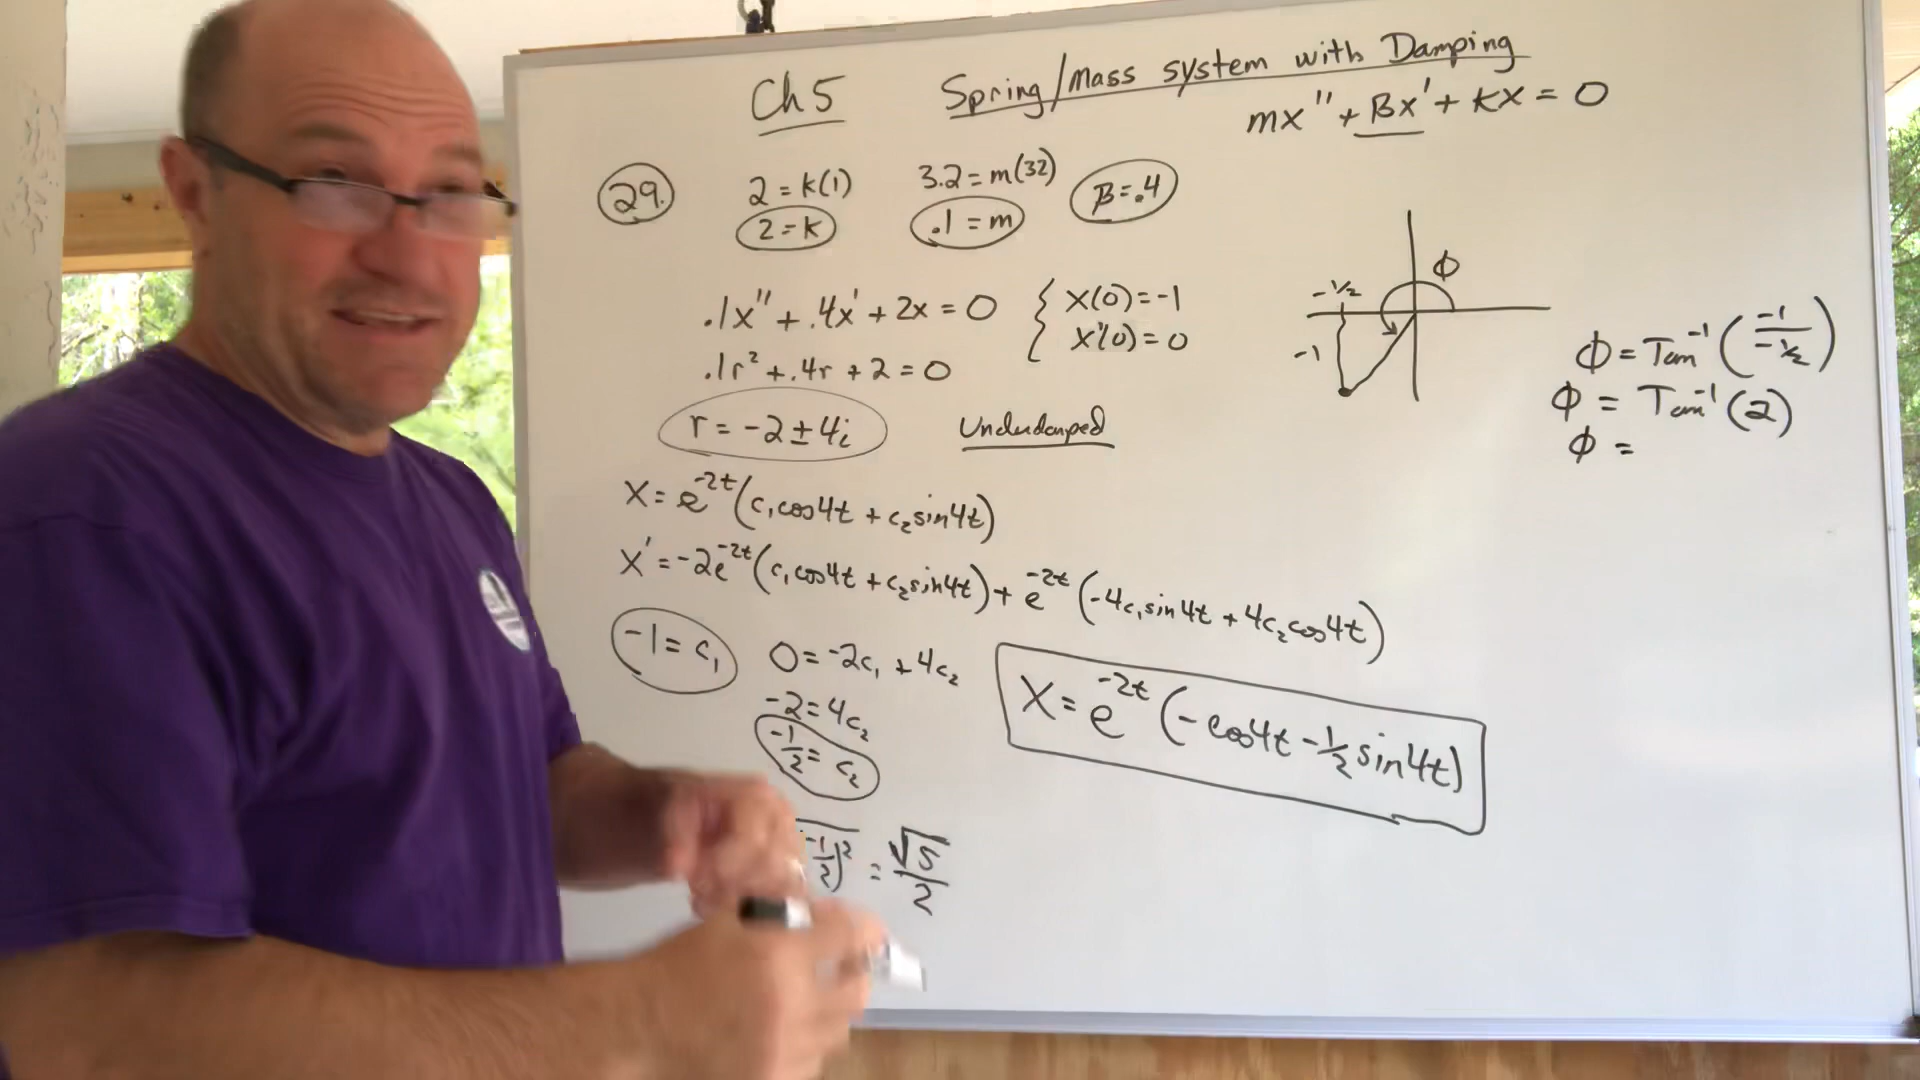 Ch 5 Spring/Mass system with Damping
mx'' + βx' + kx = 0
29. 2 = k(1) 3.2 = m(32) β = .4
2 = k .1 = m
.1x'' + .4x' + 2x = 0 { x(0) = -1
x'(0) = 0
.1r² + .4r + 2 = 0
r = -2 ± 4i Underdamped
x = e^(-2t)(c₁cos4t + c₂sin4t)
x' = -2e^(-2t)(c₁cos4t + c₂sin4t) + e^(-2t)(-4c₁sin4t + 4c₂cos4t)
-1 = c₁ 0 = -2c₁ + 4c₂
-2 = 4c₂
-1/2 = c₂
x = e^(-2t)(-cos4t - 1/2 sin4t)
-1/2)² = √5/2
ϕ
-1/2
-1
ϕ = Tan⁻¹(-1/-½)
ϕ = Tan⁻¹(2)
ϕ =